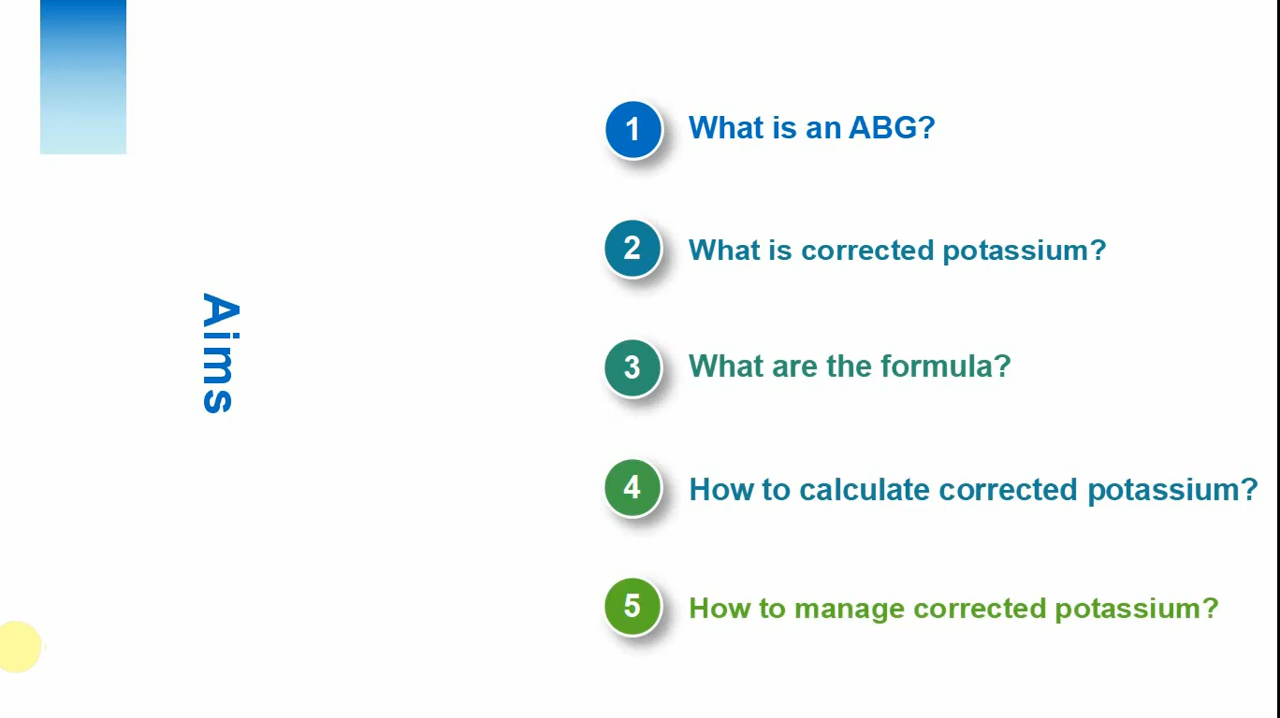 Aims
1 What is an ABG?
2 What is corrected potassium?
3 What are the formula?
4 How to calculate corrected potassium?
5 How to manage corrected potassium?